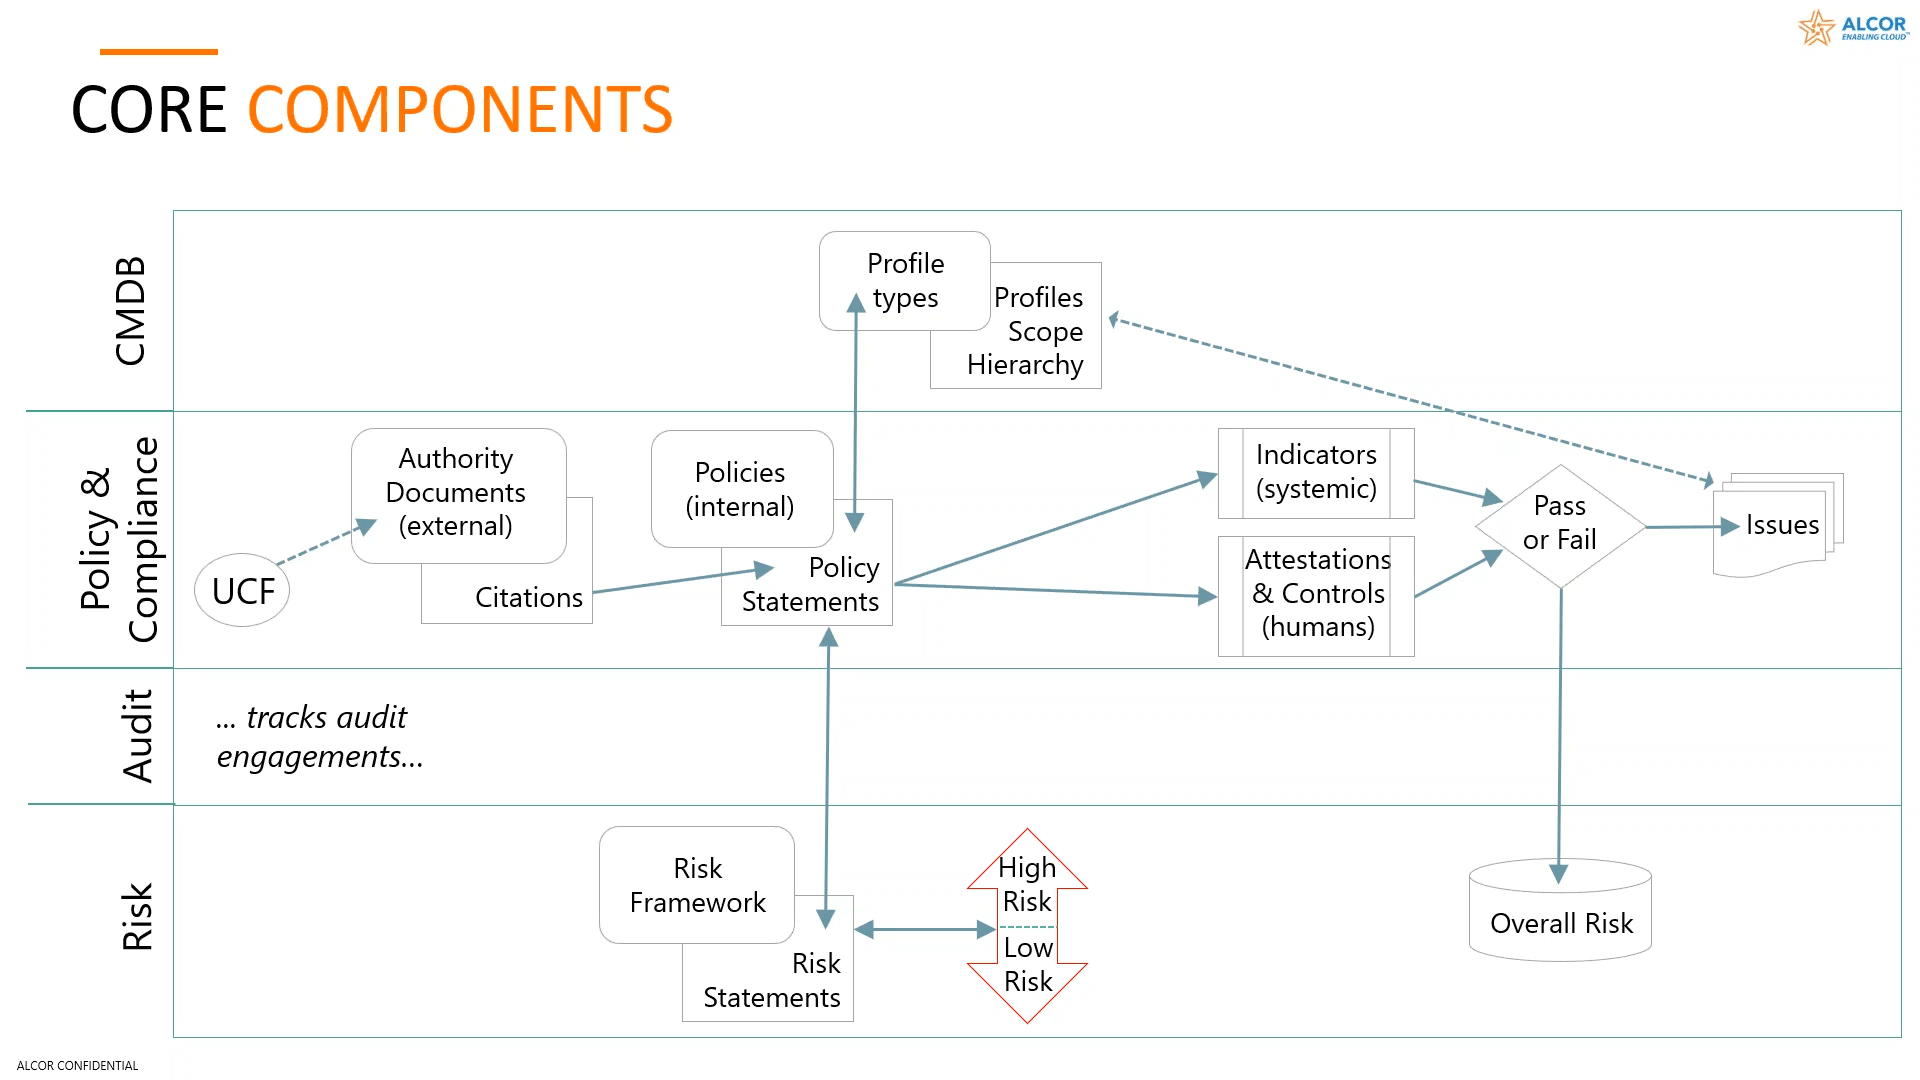 ALCOR
ENABLING CLOUD™
CORE COMPONENTS
CMDB
Profile
types
Profiles
Scope
Hierarchy
Policy &
Compliance
UCF
Authority
Documents
(external)
Citations
Policies
(internal)
Policy
Statements
Indicators
(systemic)
Attestations
& Controls
(humans)
Pass
or Fail
Issues
Audit
... tracks audit
engagements...
Risk
Risk
Framework
Risk
Statements
High
Risk
Low
Risk
Overall Risk
ALCOR CONFIDENTIAL